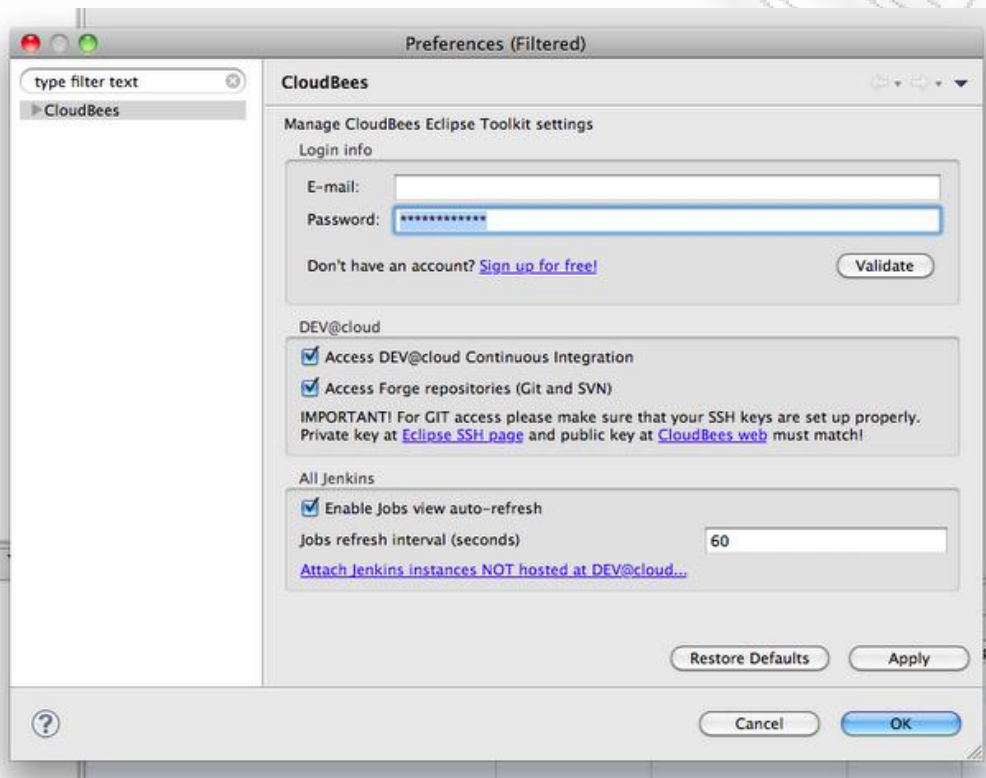 Preferences (Filtered)
type filter text
CloudBees
CloudBees
Manage CloudBees Eclipse Toolkit settings
Login info
E-mail:
Password: ************
Don't have an account? Sign up for free!
Validate
DEV@cloud
Access DEV@cloud Continuous Integration
Access Forge repositories (Git and SVN)
IMPORTANT! For GIT access please make sure that your SSH keys are set up properly.
Private key at Eclipse SSH page and public key at CloudBees web must match!
All Jenkins
Enable Jobs view auto-refresh
Jobs refresh interval (seconds) 60
Attach Jenkins instances NOT hosted at DEV@cloud...
Restore Defaults Apply
? Cancel OK